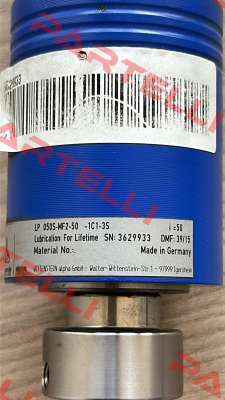 PARTELLI
PARTELLI
PARTELLI
LP 050S-MF2-50 -1C1-3S i=50
Lubrication: For Lifetime SN: 3629933 DMF: 39/15
Material No.: Made in Germany
WITTENSTEIN alpha GmbH - Walter-Wittenstein-Str.1 - 97999 Igersheim